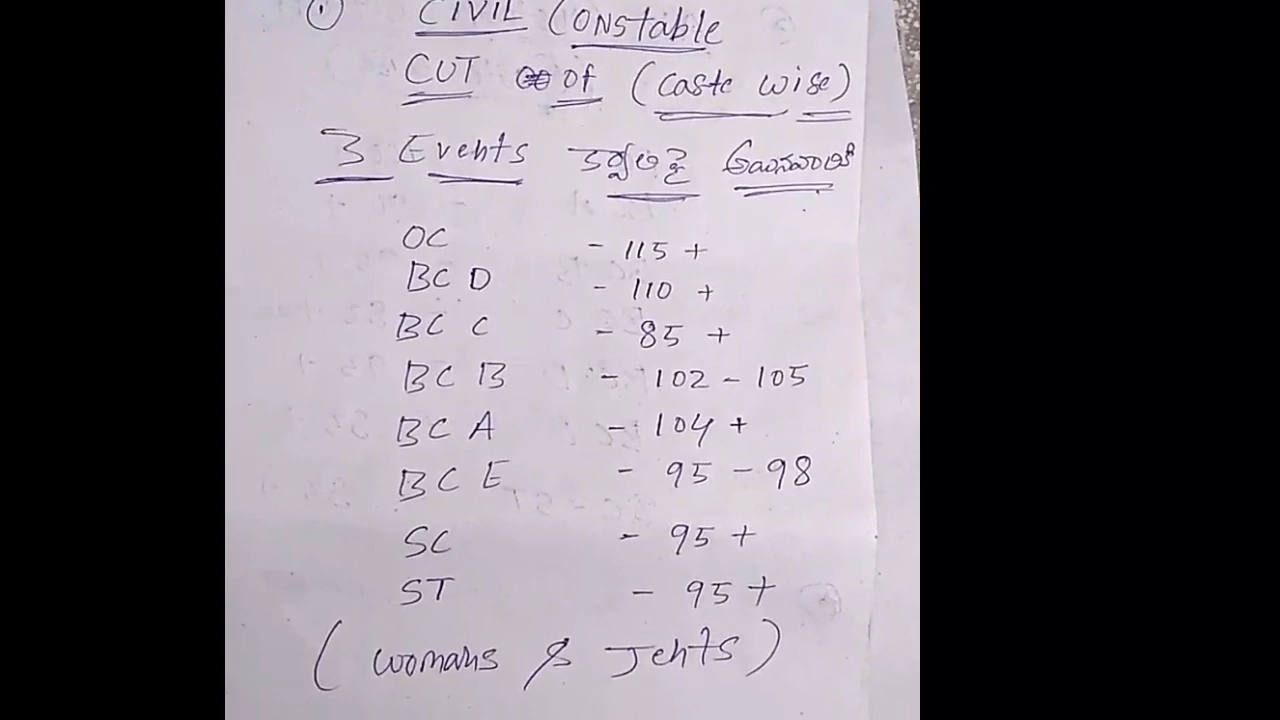 ① CIVIL Constable
CUT of (Caste wise)
3 Events
OC - 115 +
BC D - 110 +
BC C - 85 +
BC B - 102 - 105
BC A - 104 +
BC E - 95 - 98
SC - 95 +
ST - 95 +
(womans & Jents)